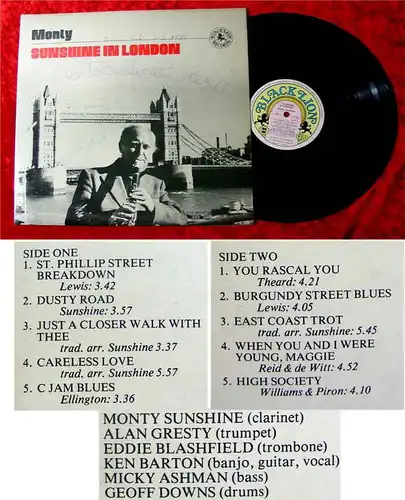 Monty
SUNSHINE IN LONDON
BLACK LION
SIDE ONE
1. ST. PHILLIP STREET
BREAKDOWN
Lewis: 3.42
2. DUSTY ROAD
Sunshine: 3.57
3. JUST A CLOSER WALK WITH
THEE
trad. arr. Sunshine 3.37
4. CARELESS LOVE
trad. arr. Sunshine 5.57
5. C JAM BLUES
Ellington: 3.36
SIDE TWO
1. YOU RASCAL YOU
Theard: 4.21
2. BURGUNDY STREET BLUES
Lewis: 4.05
3. EAST COAST TROT
trad. arr. Sunshine: 5.45
4. WHEN YOU AND I WERE
YOUNG, MAGGIE
Reid & de Witt: 4.52
5. HIGH SOCIETY
Williams & Piron: 4.10
MONTY SUNSHINE (clarinet)
ALAN GRESTY (trumpet)
EDDIE BLASHFIELD (trombone)
KEN BARTON (banjo, guitar, vocal)
MICKY ASHMAN (bass)
GEOFF DOWNS (drums)